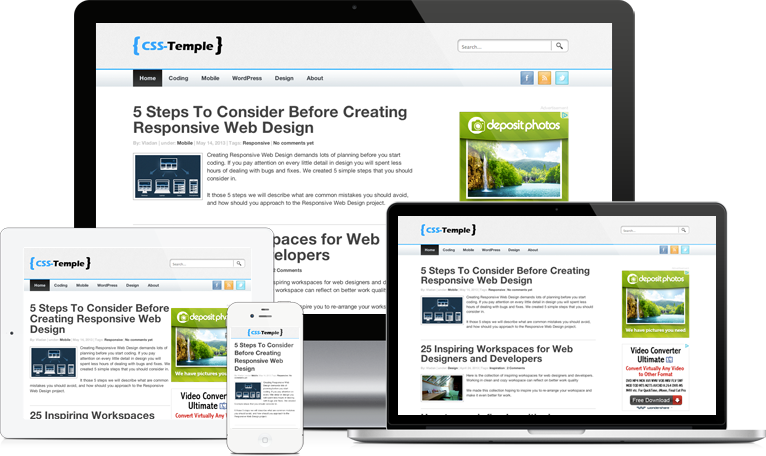 {CSS-Temple}
Search...
Home Coding Mobile WordPress Design About
5 Steps To Consider Before Creating
Responsive Web Design
By: Vladan | under: Mobile | May 14, 2013 | Tags: Responsive | No comments yet
Creating Responsive Web Design demands lots of planning before you start
coding. If you pay attention on every little detail in design you will spent less
hours of dealing with bugs and fixes. We created 5 simple steps that you should
consider in.
If those 5 steps we will describe what are common mistakes you should avoid,
and how should you approach to the Responsive Web Design project.
depositphotos
spaces for Web
elopers
2 Comments
inspiring workspaces for web designers and d
workspace can reflect on better work quality
inspire you to re-arrange your works
{CSS-Temple}
Search...
Home Coding Mobile WordPress Design About
5 Steps To Consider Before
Creating Responsive Web
Design
Creating Responsive Web Design demands lots of
planning before you start coding. If you pay
attention on every little detail in design you will
spent less hours of dealing with bugs and fixes. We
created 5 simple steps that you should consider in.
If those 5 steps we will describe what are common
mistakes you should avoid, and how should you approach to the Responsive Web
Design project.
25 Inspiring Workspaces
deposit
We have pictures you
Video Con
Ultimate
Convert Virtually Any
{CSS-Temple}
5 Steps To Consider
Before Creating
Responsive Web
Design
{CSS-Temple}
Search...
Home Coding Mobile WordPress Design About
5 Steps To Consider Before Creating
Responsive Web Design
Creating Responsive Web Design demands lots of planning before you start
coding. If you pay attention on every little detail in design you will spent less
hours of dealing with bugs and fixes. We created 5 simple steps that you should
consider in.
If those 5 steps we will describe what are common mistakes you should avoid,
and how should you approach to the Responsive Web Design project.
25 Inspiring Workspaces for Web
Designers and Developers
Here is the collection of inspiring workspaces for web designers and developers.
Working in clean and cozy workspace can reflect on better work quality.
We made this collection hoping to inspire you to re-arrange your workspace and
make it even better for work.
depositphotos
We have pictures you need!
Video Converter
Ultimate
Convert Virtually Any Video
to Other Format
Free Download
wondershare